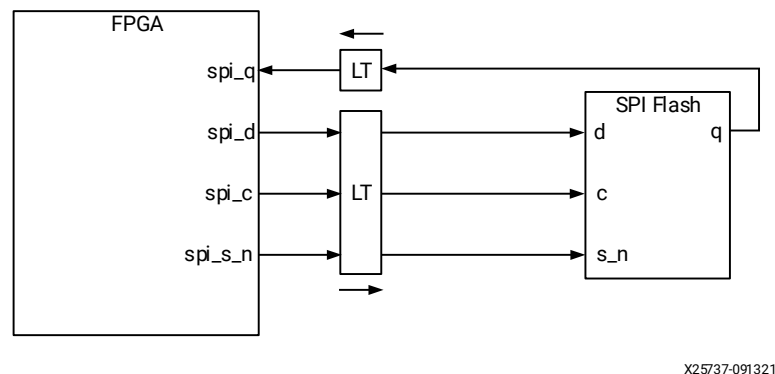 FPGA
spi_q
LT
SPI Flash
spi_d
d
q
spi_c
LT
c
spi_s_n
s_n
X25737-091321